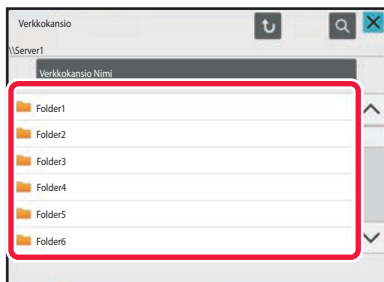 Verkkokansio
\\Server1
Verkkokansio Nimi
Folder1
Folder2
Folder3
Folder4
Folder5
Folder6